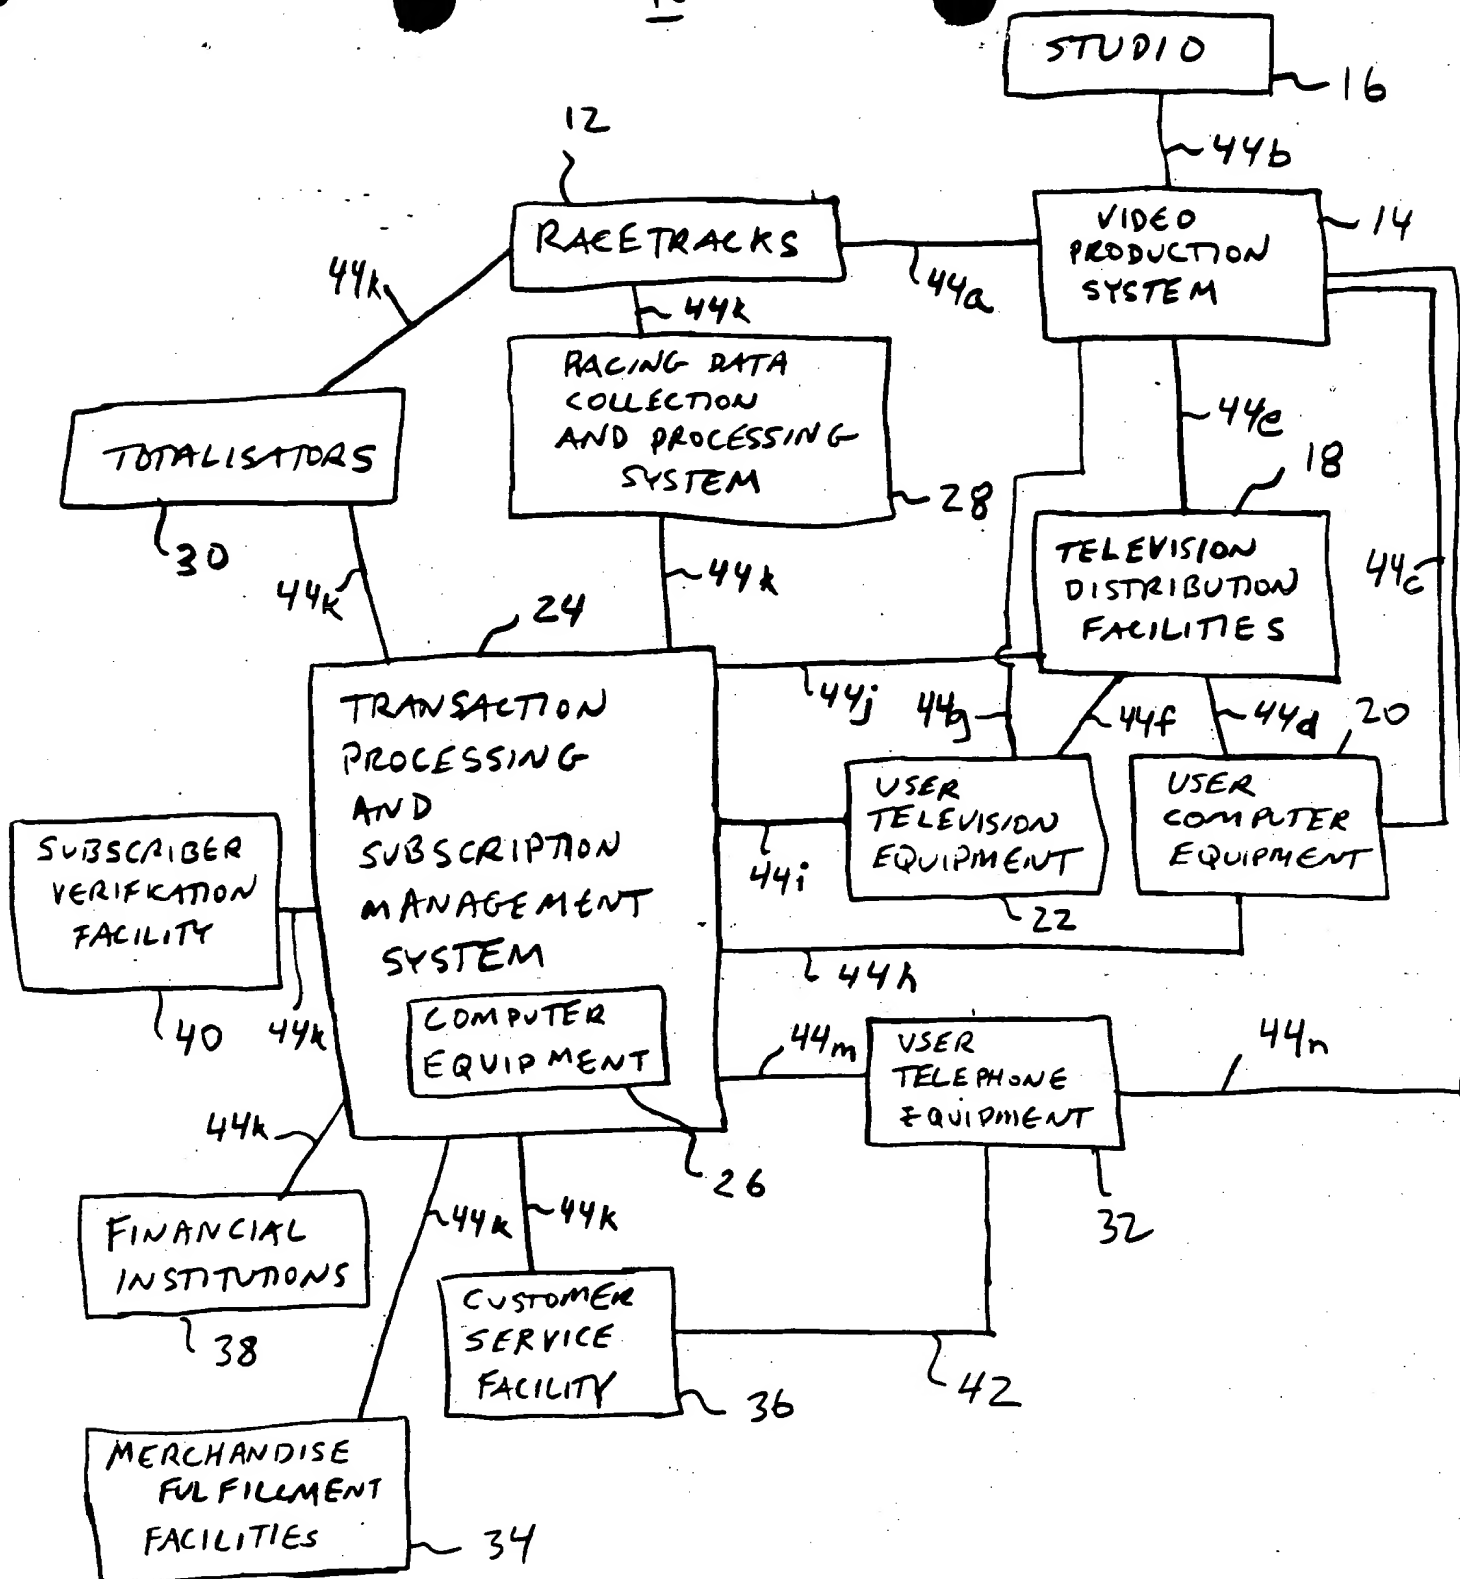 STUDIO
16
44b
12
RACETRACKS
44a
VIDEO
PRODUCTION
SYSTEM
14
44k
44k
RACING DATA
COLLECTION
AND PROCESSING
SYSTEM
28
44e
18
TOTALISATORS
30
44k
44k
24
TELEVISION
DISTRIBUTION
FACILITIES
44c
44j
44g
44f
44d
20
TRANSACTION
PROCESSING
AND
SUBSCRIPTION
MANAGEMENT
SYSTEM
USER
TELEVISION
EQUIPMENT
22
USER
COMPUTER
EQUIPMENT
44i
44h
SUBSCRIBER
VERIFICATION
FACILITY
40
44k
COMPUTER
EQUIPMENT
26
44m
USER
TELEPHONE
EQUIPMENT
32
44n
44k
FINANCIAL
INSTITUTIONS
38
44k
44k
CUSTOMER
SERVICE
FACILITY
36
42
MERCHANDISE
FULFILLMENT
FACILITIES
34